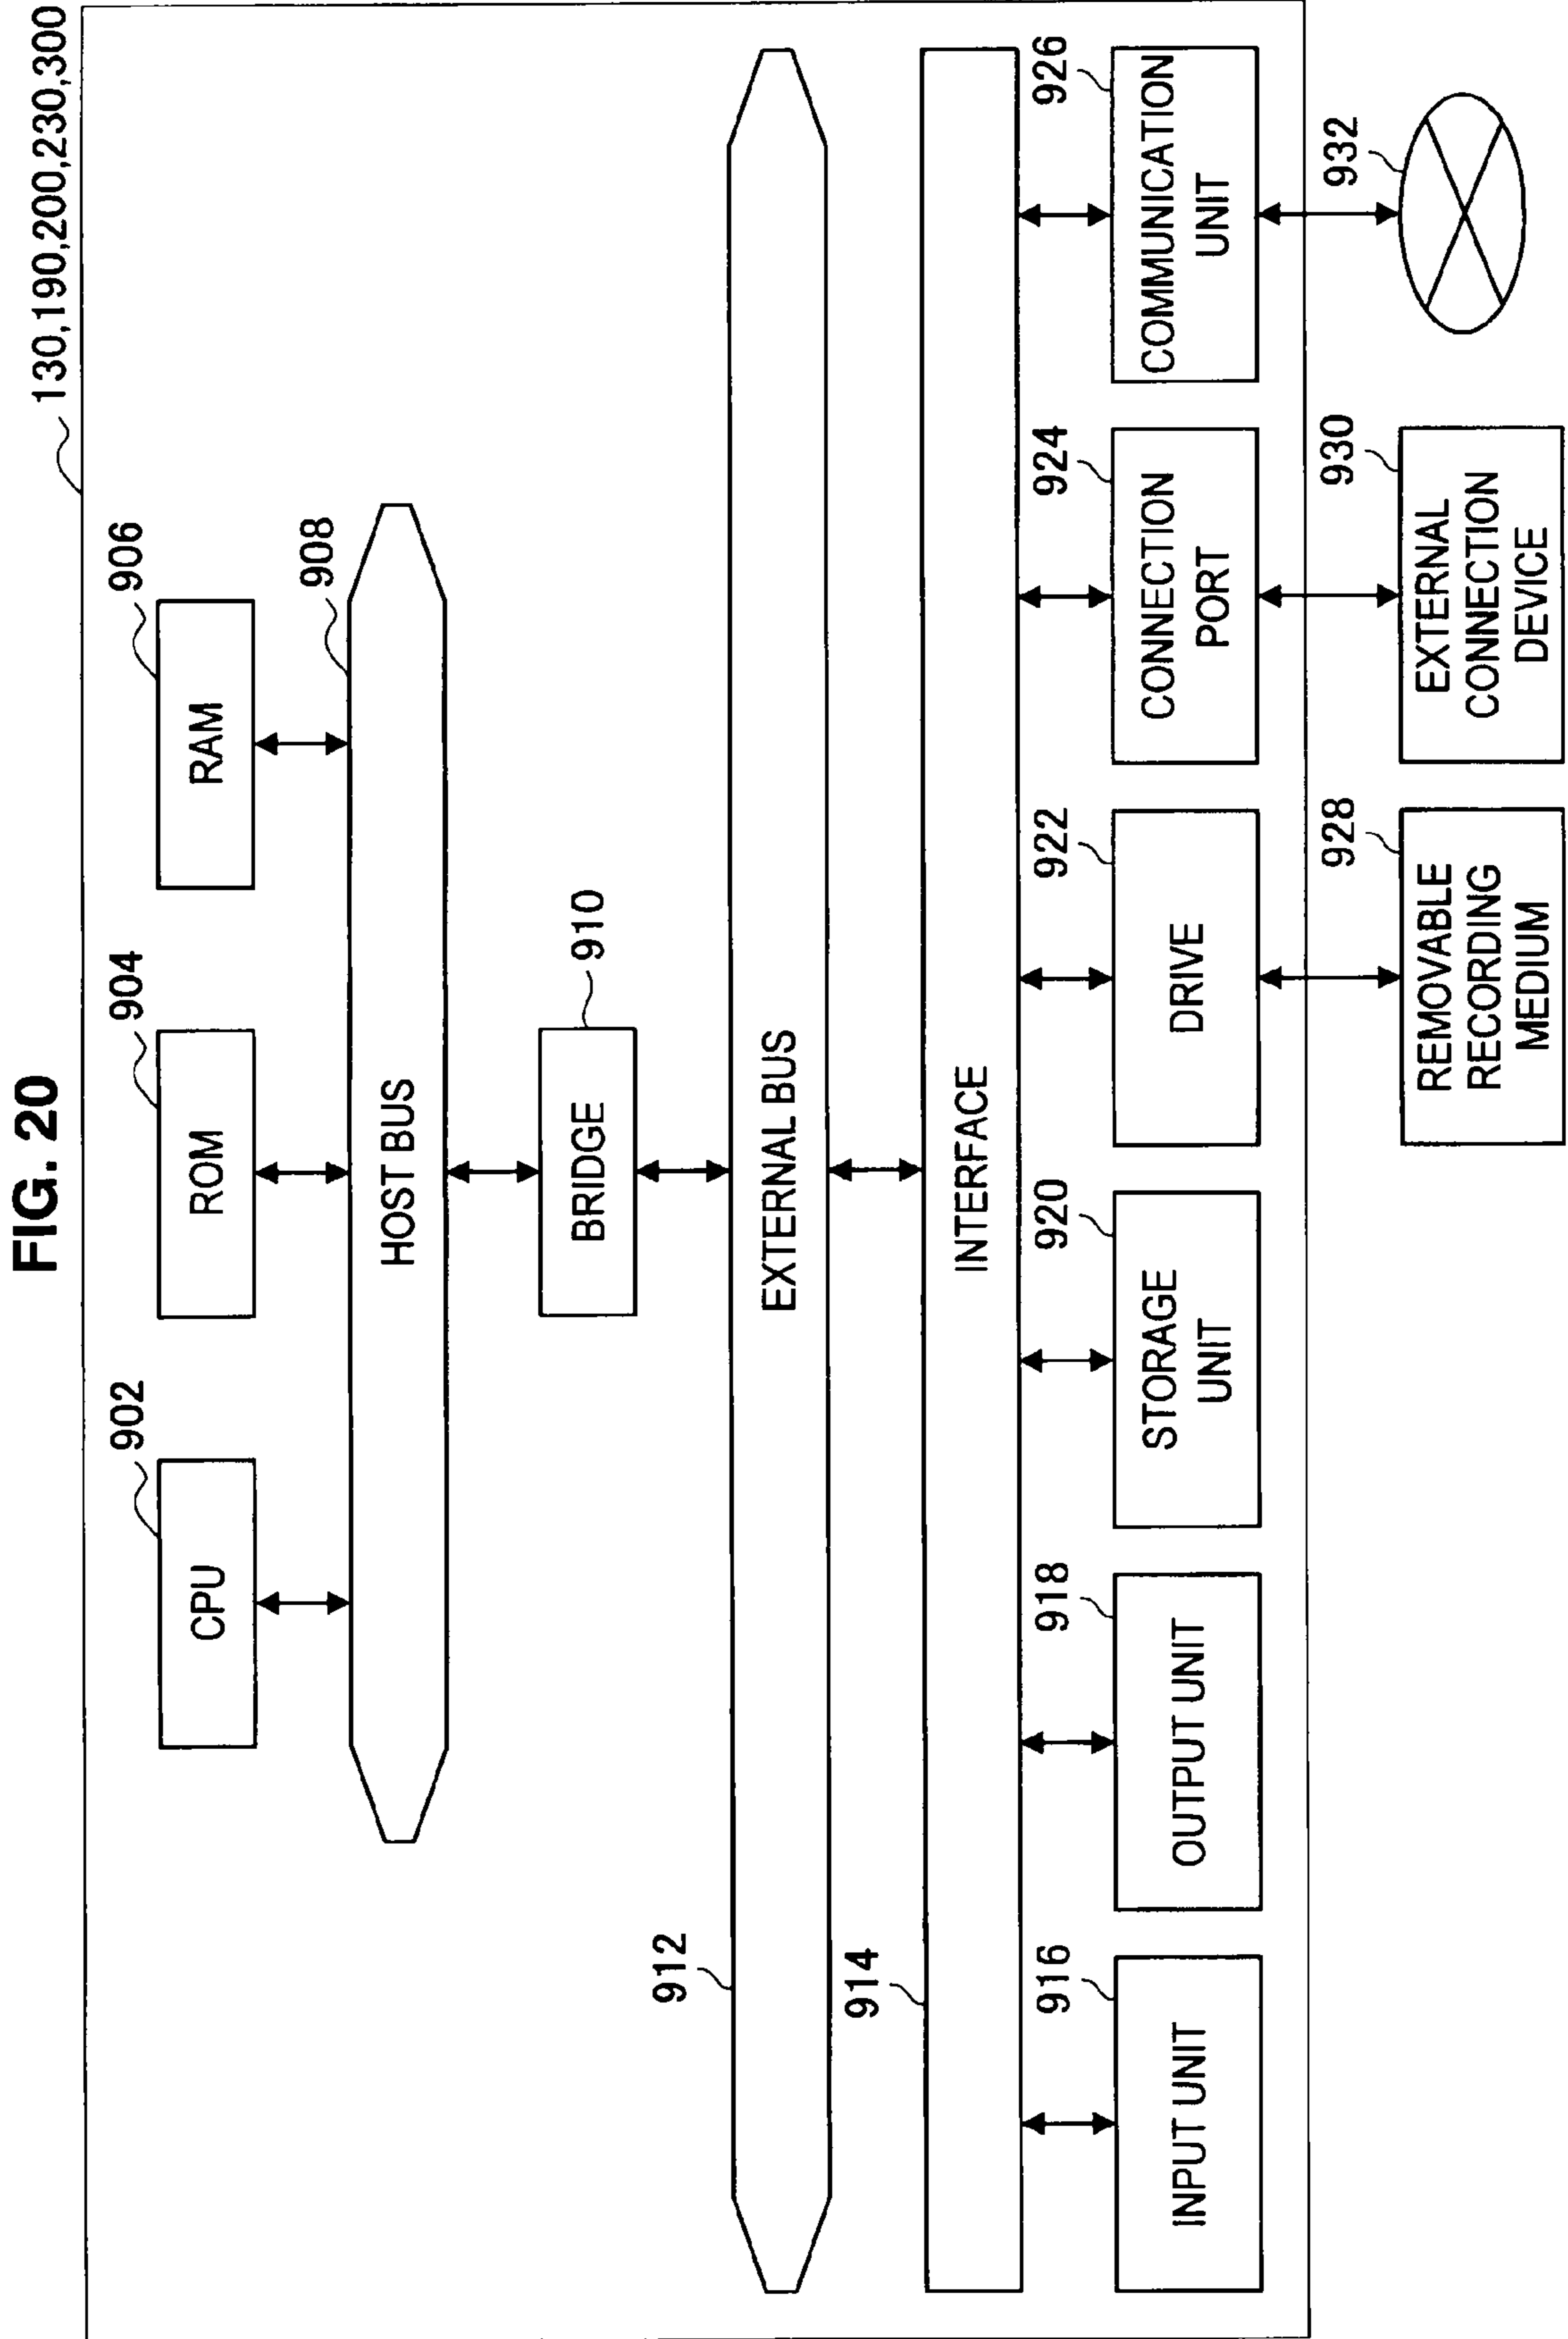 FIG. 20
130,190,200,230,300
902
904
906
CPU
ROM
RAM
908
HOST BUS
910
BRIDGE
912
EXTERNAL BUS
914
INTERFACE
916
918
920
922
924
926
INPUT UNIT
OUTPUT UNIT
STORAGE
UNIT
DRIVE
CONNECTION
PORT
COMMUNICATION
UNIT
928
930
932
REMOVABLE
RECORDING
MEDIUM
EXTERNAL
CONNECTION
DEVICE